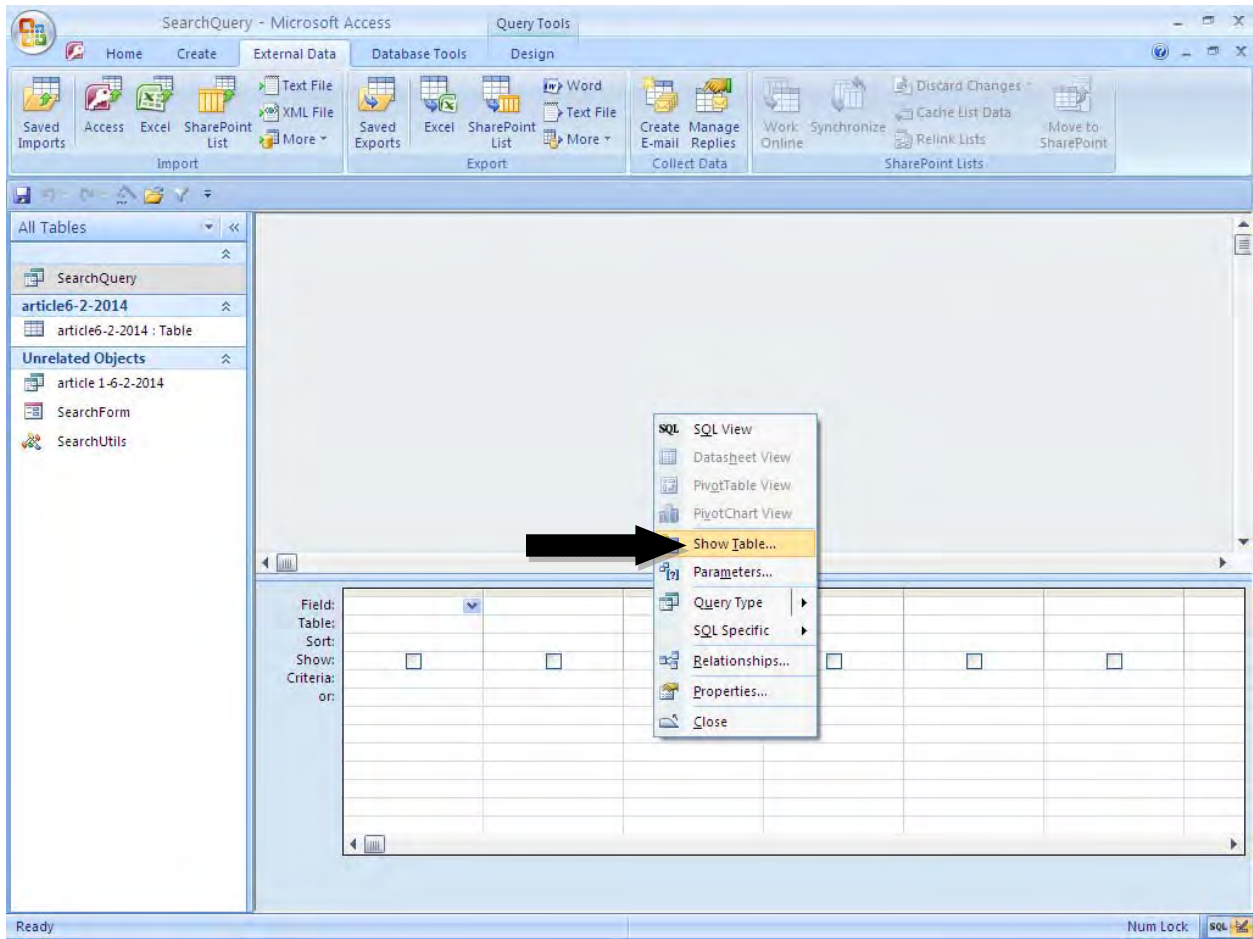 SearchQuery - Microsoft Access Query Tools
Home Create External Data Database Tools Design
Saved Imports
Access
Excel
SharePoint List
Text File
XML File
More
Import
Saved Exports
Excel
SharePoint List
Word
Text File
More
Export
Create E-mail
Manage Replies
Collect Data
Work Online
Synchronize
Discard Changes
Cache List Data
Relink Lists
Move to SharePoint
SharePoint Lists
All Tables
SearchQuery
article6-2-2014
article6-2-2014 : Table
Unrelated Objects
article 1-6-2-2014
SearchForm
SearchUtils
SQL SQL View
Datasheet View
PivotTable View
PivotChart View
Show Table...
Parameters...
Query Type
SQL Specific
Relationships...
Properties...
Close
Field:
Table:
Sort:
Show:
Criteria:
or:
Ready Num Lock SQL